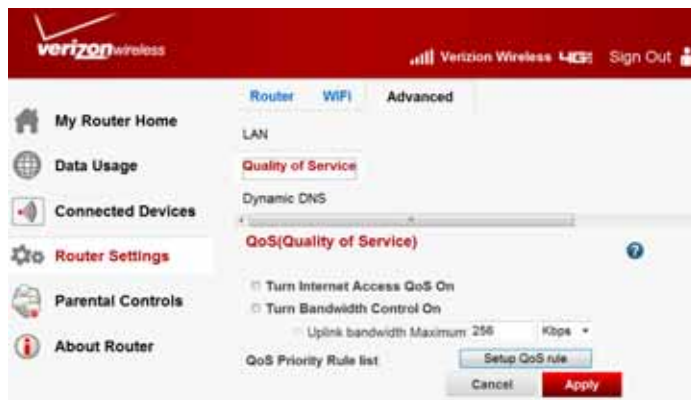 verizonwireless
Verizion Wireless 4GLTE Sign Out
My Router Home
Data Usage
Connected Devices
Router Settings
Parental Controls
About Router
Router WiFi Advanced
LAN
Quality of Service
Dynamic DNS
QoS(Quality of Service)
?
Turn Internet Access QoS On
Turn Bandwidth Control On
Uplink bandwidth Maximum 256 Kbps
QoS Priority Rule list Setup QoS rule
Cancel Apply